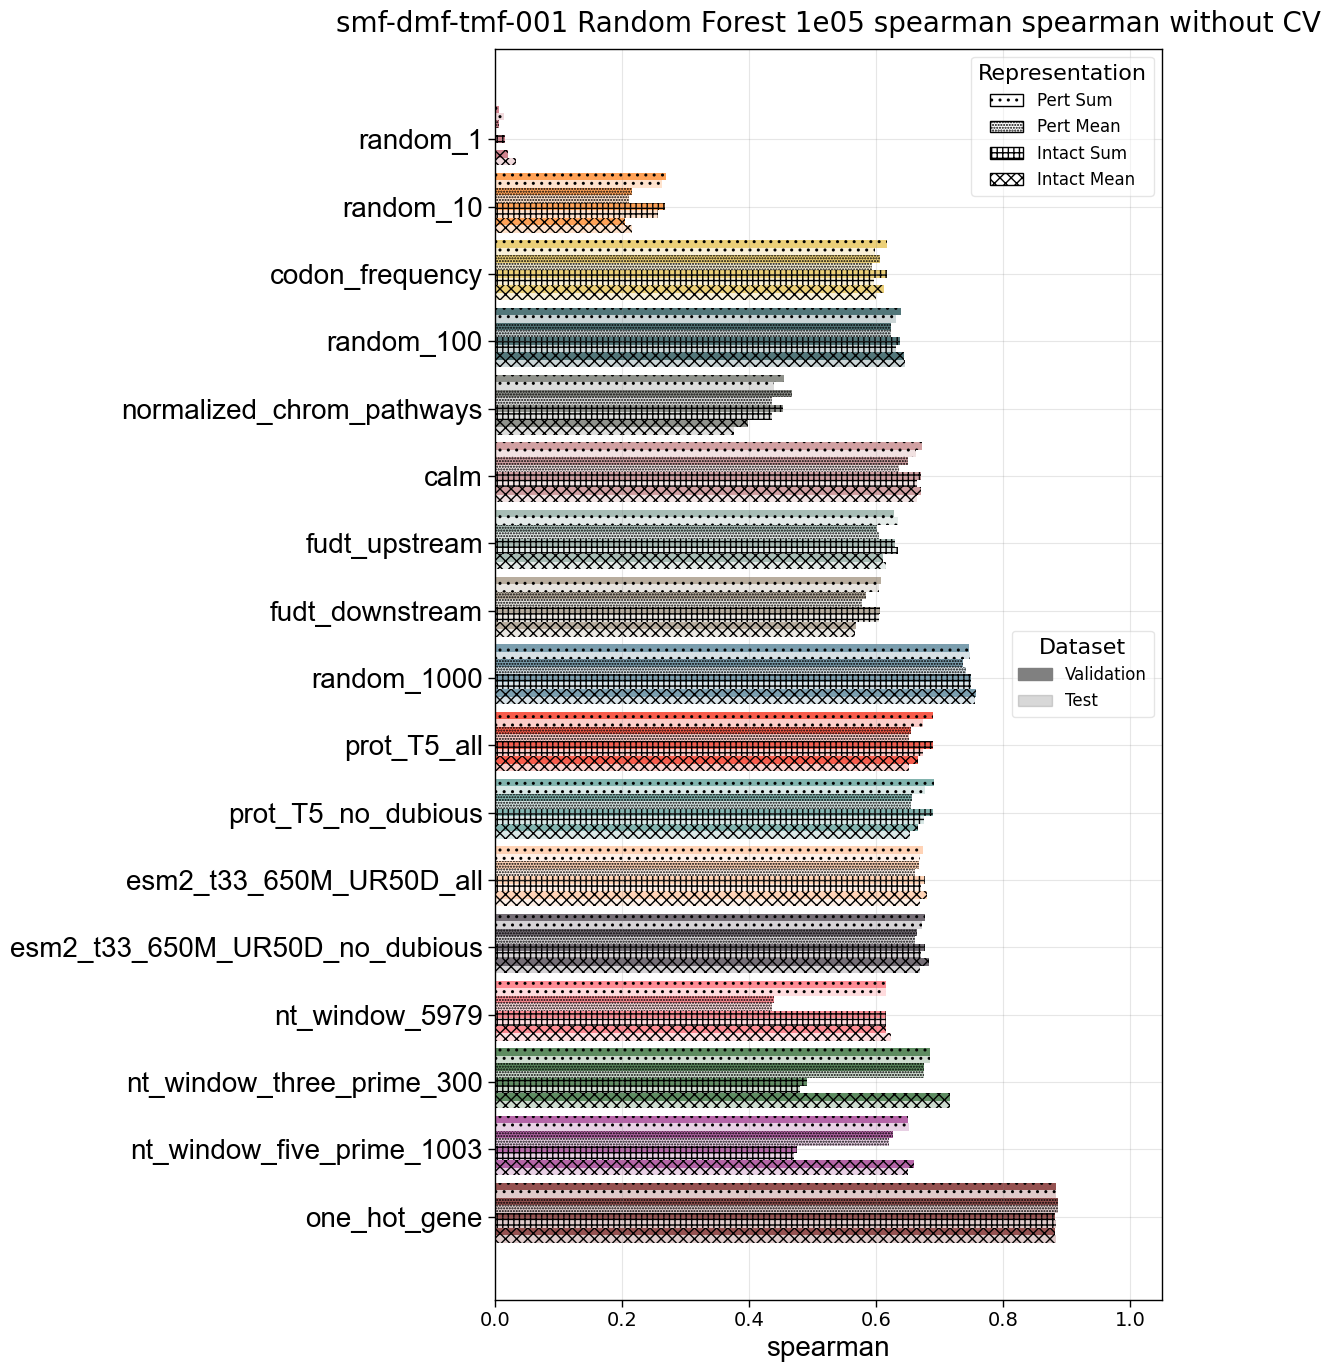 smf-dmf-tmf-001 Random Forest 1e05 spearman spearman without CV
Representation
Pert Sum
Pert Mean
Intact Sum
Intact Mean
random_1
random_10
codon_frequency
random_100
normalized_chrom_pathways
calm
fudt_upstream
fudt_downstream
Dataset
Validation
Test
random_1000
prot_T5_all
prot_T5_no_dubious
esm2_t33_650M_UR50D_all
esm2_t33_650M_UR50D_no_dubious
nt_window_5979
nt_window_three_prime_300
nt_window_five_prime_1003
one_hot_gene
0.0 0.2 0.4 0.6 0.8 1.0
spearman